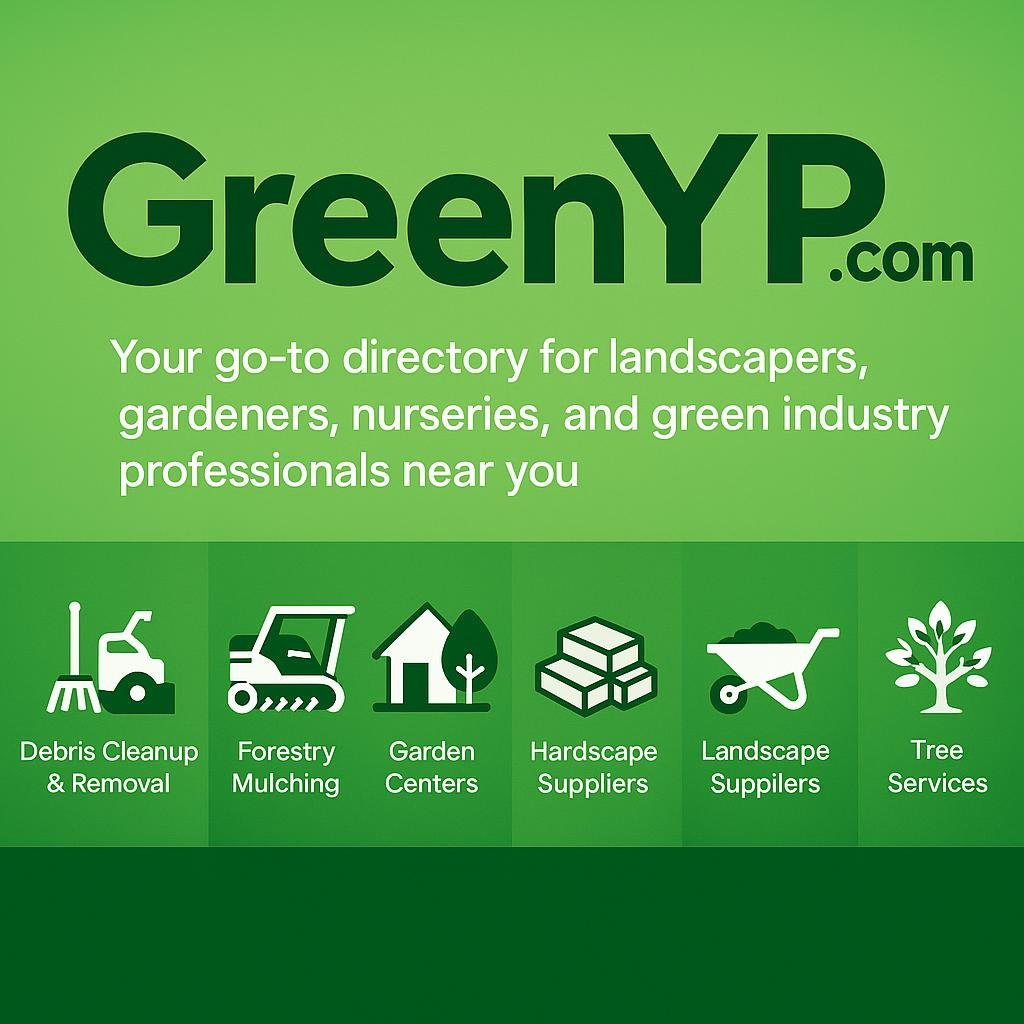 GreenYP.com
Your go-to directory for landscapers,
gardeners, nurseries, and green industry
professionals near you
Debris Cleanup
& Removal
Forestry
Mulching
Garden
Centers
Hardscape
Suppliers
Landscape
Suppilers
Tree
Services